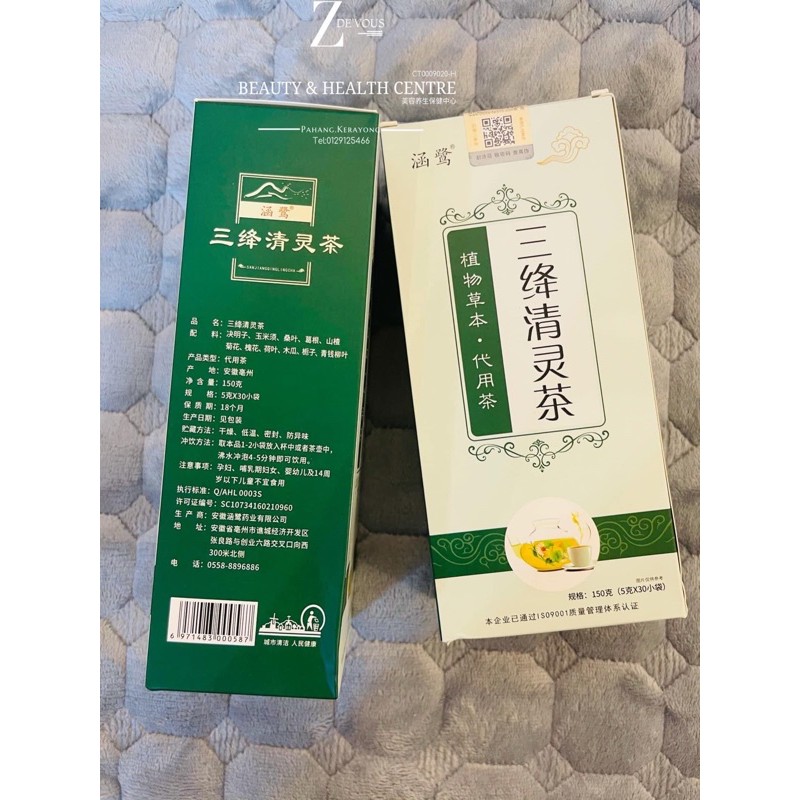 Z
DE VOUS
CT0009020-H
BEAUTY & HEALTH CENTRE
美容养生保健中心
PAHANG,KERAYONG
Tel:0129125466
涵鹭®
三绛清灵茶
SANJIANGQINGLINGCHA
品 名：三绛清灵茶
配 料：决明子、玉米须、桑叶、葛根、山楂
菊花、槐花、荷叶、木瓜、栀子、青钱柳叶
产品类型：代用茶
产 地：安徽亳州
净 含 量：150克
规 格：5克X30小袋
保 质 期：18个月
生产日期：见包装
贮藏方法：干燥、低温、密封、防异味
冲饮方法：取本品1-2小袋放入杯中或者茶壶中，
沸水冲泡4-5分钟即可饮用。
注意事项：孕妇、哺乳期妇女、婴幼儿及14周
岁以下儿童不宜食用
执行标准：Q/AHL 0003S
许可证编号：SC10734160210960
生 产 商：安徽涵鹭药业有限公司
地 址：安徽省亳州市谯城经济开发区
张良路与创业六路交叉口向西
300米北侧
电 话：0558-8896886
6 971483 000587
城市清洁 人民健康
涵鹭®
三绛清灵茶
植物草本·代用茶
图片仅供参考
规格：150克（5克X30小袋）
本企业已通过ISO9001质量管理体系认证